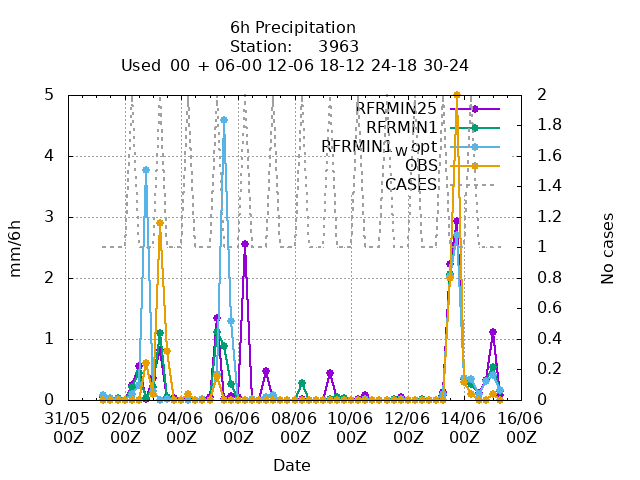 6h Precipitation
Station: 3963
Used 00 + 06-00 12-06 18-12 24-18 30-24
RFRMIN25
RFRMIN1
RFRMIN1w opt
OBS
CASES
5
4
3
2
1
0
mm/6h
2
1.8
1.6
1.4
1.2
1
0.8
0.6
0.4
0.2
0
No cases
31/05 02/06 04/06 06/06 08/06 10/06 12/06 14/06 16/06
00Z 00Z 00Z 00Z 00Z 00Z 00Z 00Z 00Z
Date